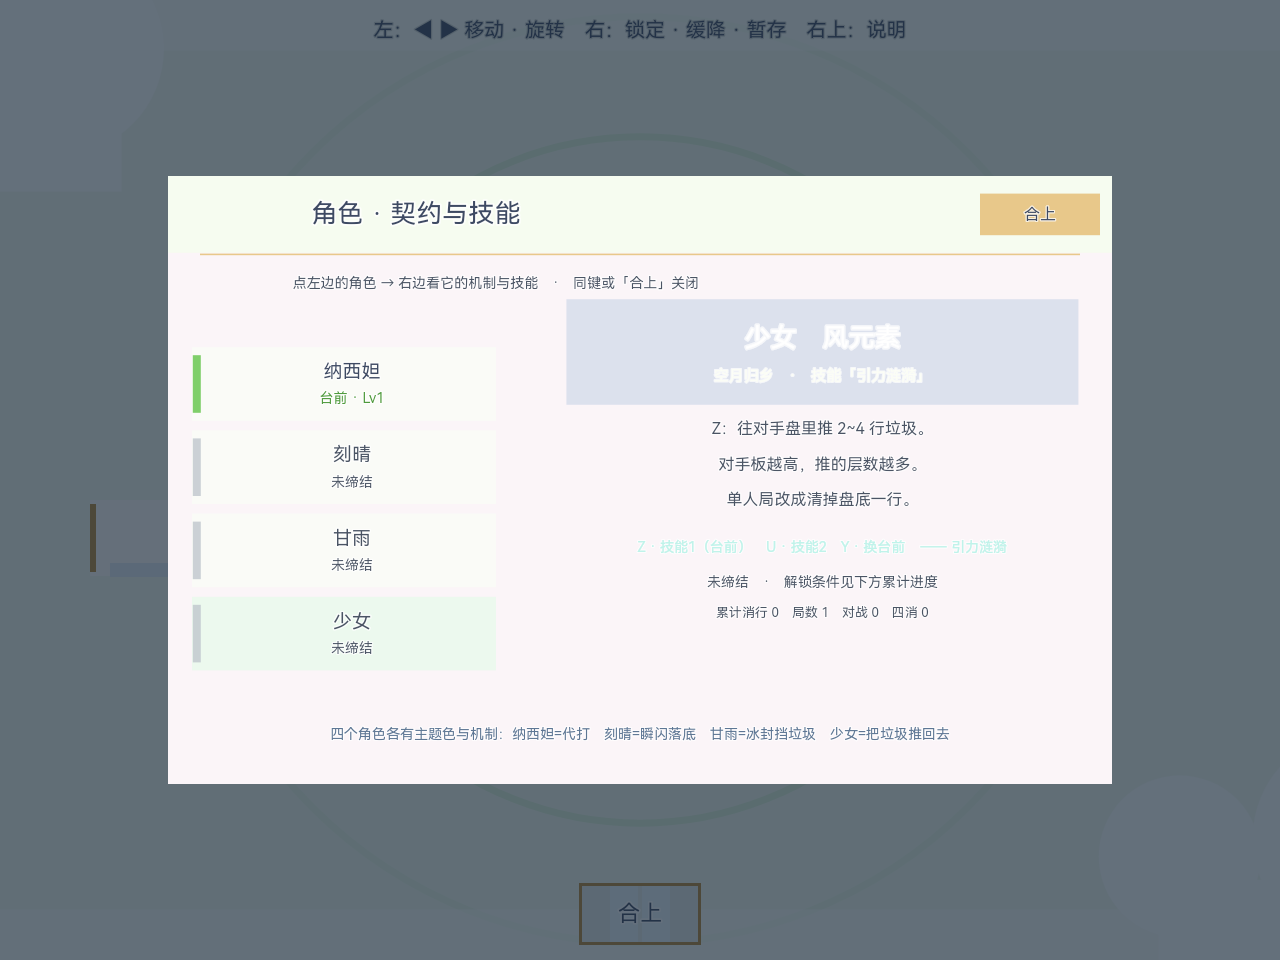 左：◀ ▶ 移动 · 旋转　右：锁定 · 缓降 · 暂存　右上：说明
角色 · 契约与技能
合上
点左边的角色 → 右边看它的机制与技能　·　同键或「合上」关闭
纳西妲
台前 · Lv1
刻晴
未缔结
甘雨
未缔结
少女
未缔结
少女　风元素
空月归乡　·　技能「引力涟漪」
Z：往对手盘里推 2~4 行垃圾。
对手板越高，推的层数越多。
单人局改成清掉盘底一行。
Z · 技能1（台前）　U · 技能2　Y · 换台前　—— 引力涟漪
未缔结　·　解锁条件见下方累计进度
累计消行 0　局数 1　对战 0　四消 0
四个角色各有主题色与机制：纳西妲=代打　刻晴=瞬闪落底　甘雨=冰封挡垃圾　少女=把垃圾推回去
合上